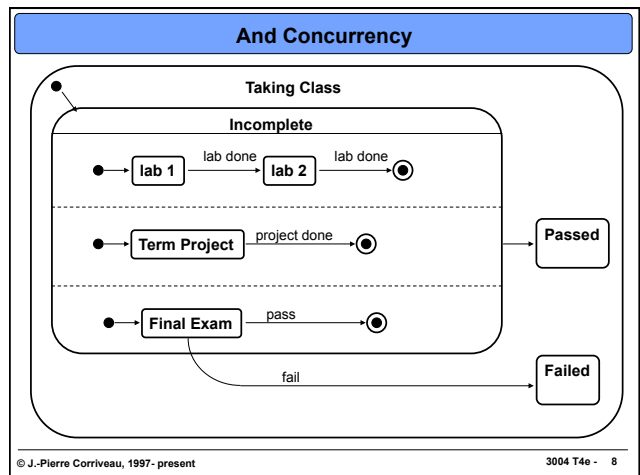 And Concurrency
Taking Class
Incomplete
lab 1
lab done
lab 2
lab done
Term Project
project done
Passed
Final Exam
pass
fail
Failed
© J.-Pierre Corriveau, 1997- present
3004 T4e - 8